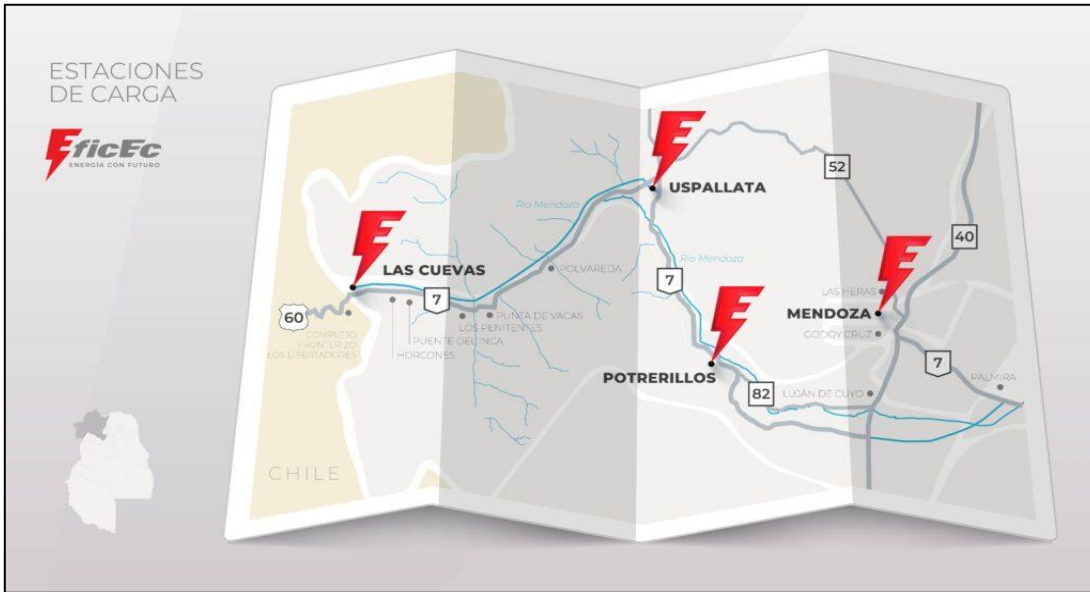 ESTACIONES
DE CARGA
EficEc
ENERGÍA CON FUTURO
E
USPALLATA
52
40
Río Mendoza
E
LAS CUEVAS
POLVAREDA
Río Mendoza
7
E
LAS HERAS
MENDOZA
GODOY CRUZ
60
7
COMPLEJO
FRONTERIZO
LOS LIBERTADORES
PUNTA DE VACAS
LOS PENITENTES
PUENTE DEL INCA
HORCONES
E
POTRERILLOS
82
LUJÁN DE CUYO
7
PALMIRA
CHILE